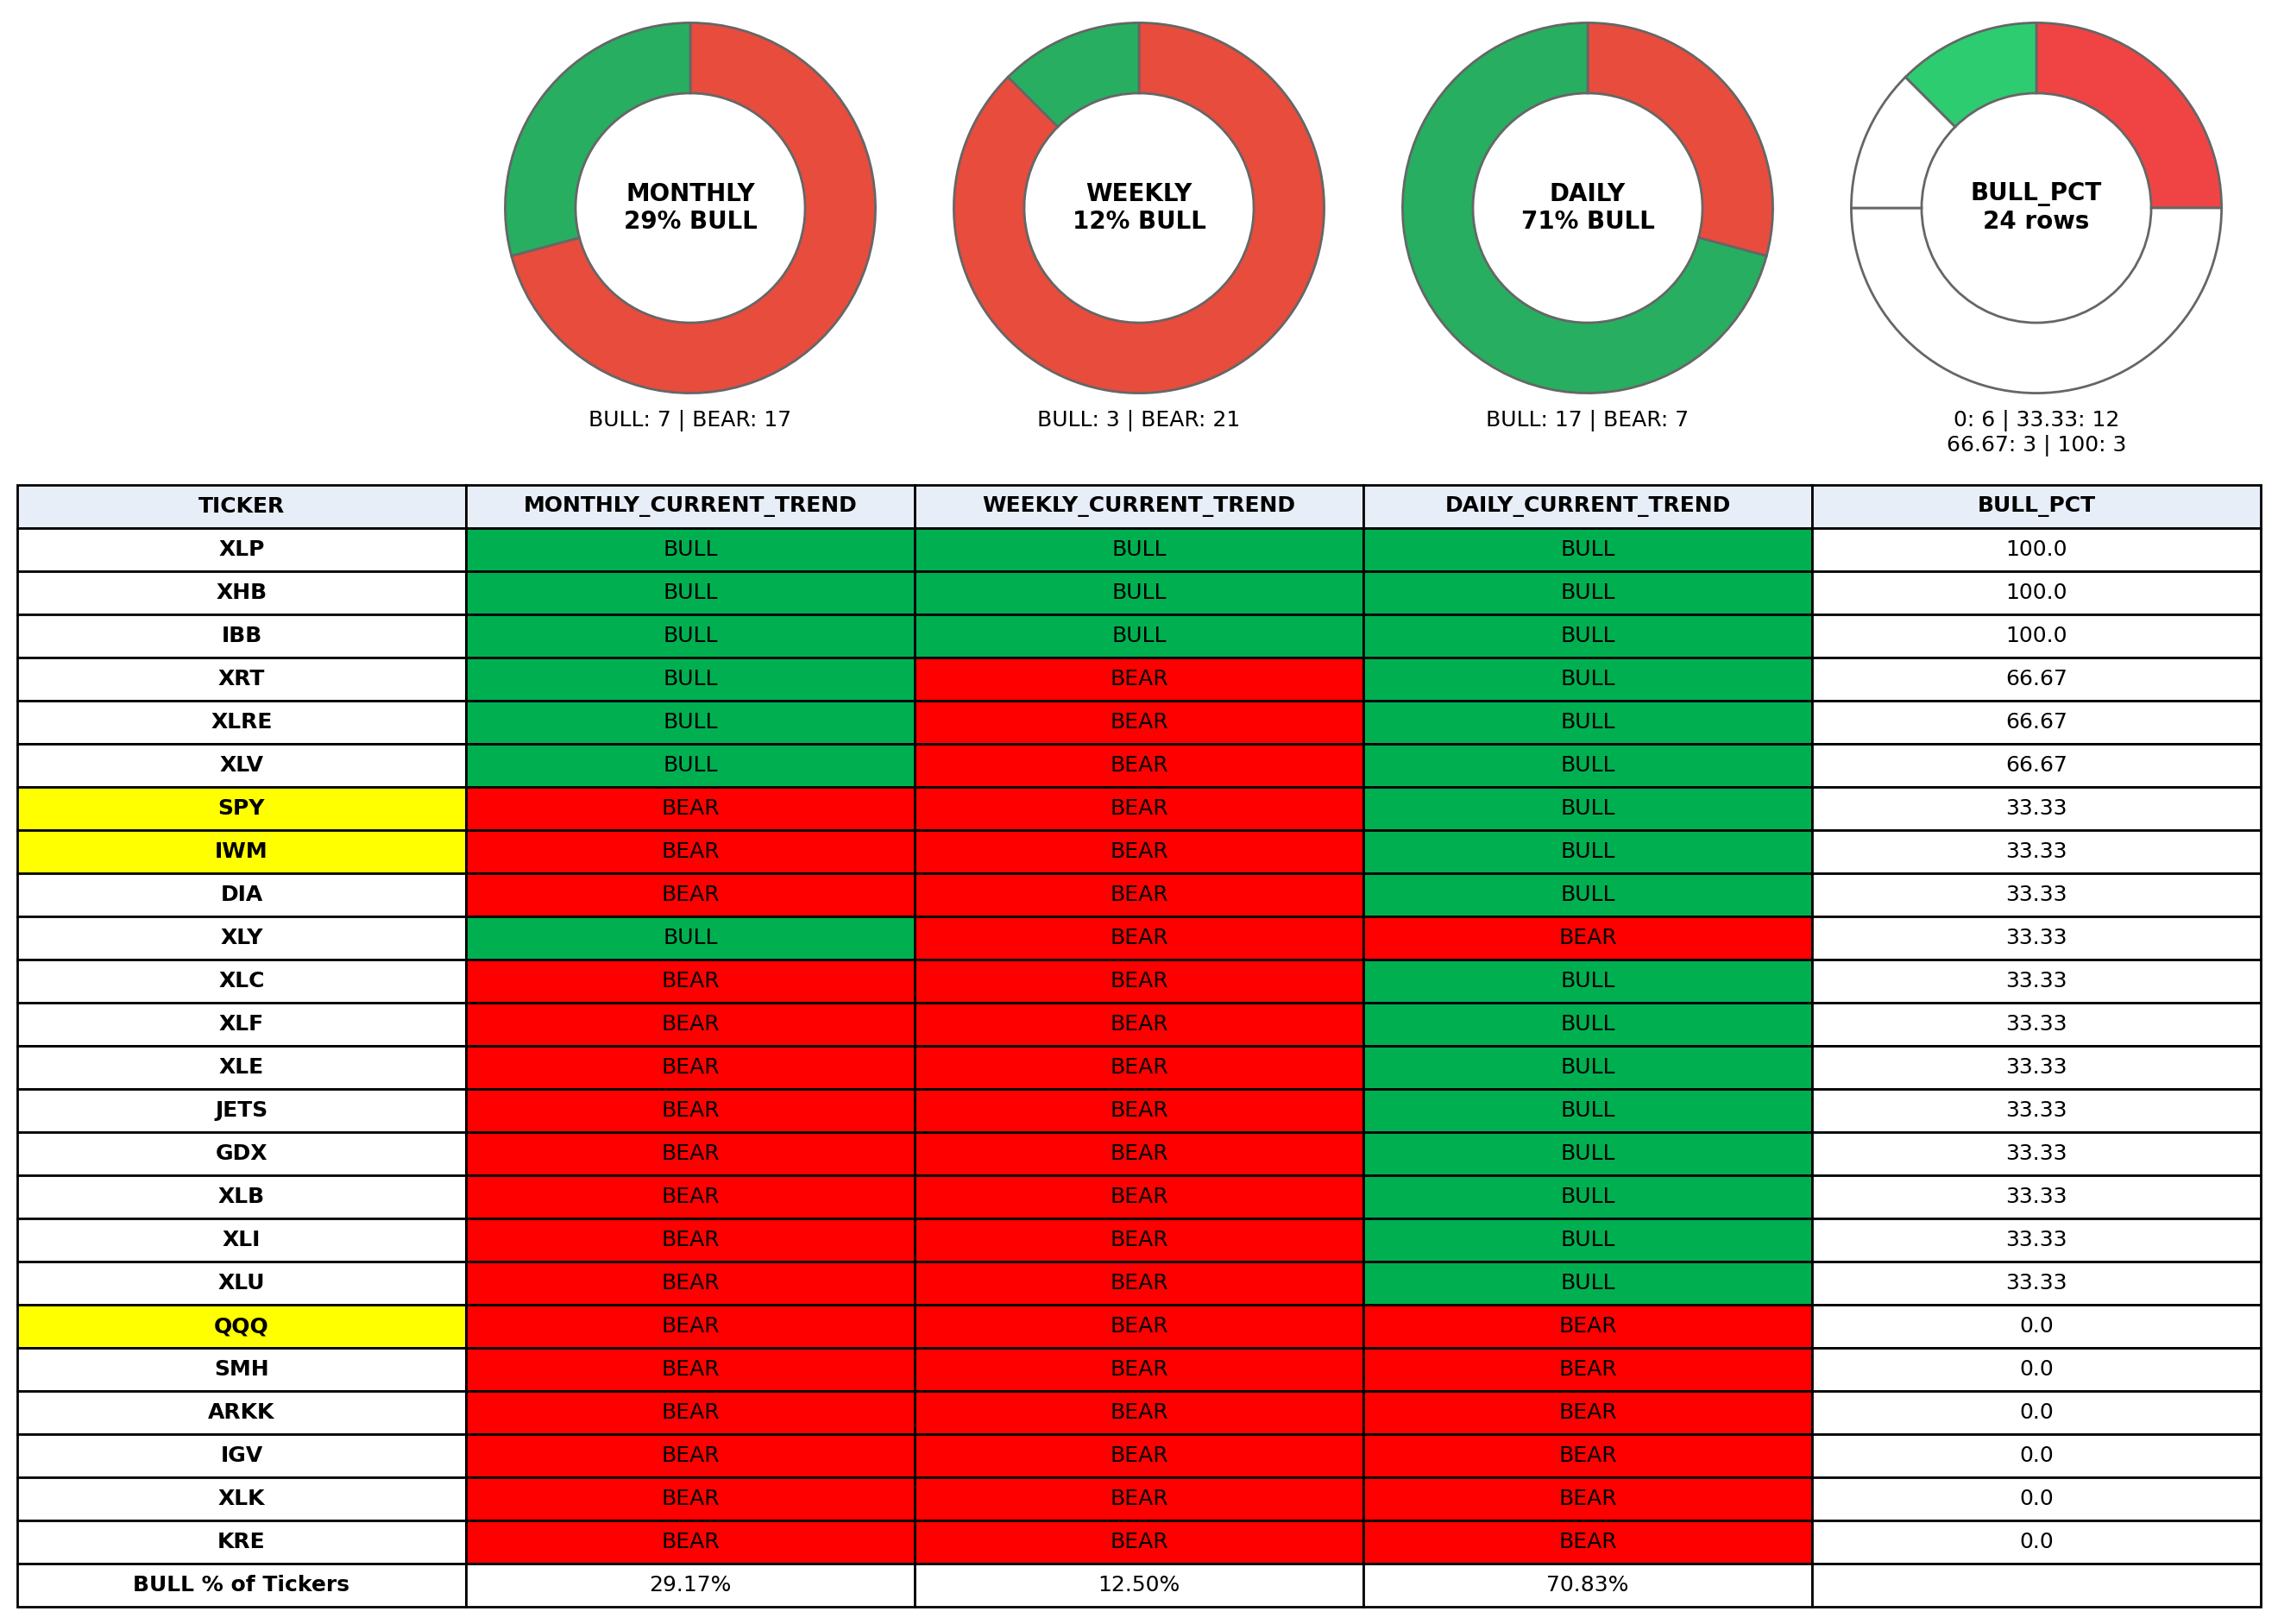 MONTHLY
29% BULL
WEEKLY
12% BULL
DAILY
71% BULL
BULL_PCT
24 rows
BULL: 7 | BEAR: 17
BULL: 3 | BEAR: 21
BULL: 17 | BEAR: 7
0: 6 | 33.33: 12
66.67: 3 | 100: 3
TICKER MONTHLY_CURRENT_TREND WEEKLY_CURRENT_TREND DAILY_CURRENT_TREND BULL_PCT
XLP BULL BULL BULL 100.0
XHB BULL BULL BULL 100.0
IBB BULL BULL BULL 100.0
XRT BULL BEAR BULL 66.67
XLRE BULL BEAR BULL 66.67
XLV BULL BEAR BULL 66.67
SPY BEAR BEAR BULL 33.33
IWM BEAR BEAR BULL 33.33
DIA BEAR BEAR BULL 33.33
XLY BULL BEAR BEAR 33.33
XLC BEAR BEAR BULL 33.33
XLF BEAR BEAR BULL 33.33
XLE BEAR BEAR BULL 33.33
JETS BEAR BEAR BULL 33.33
GDX BEAR BEAR BULL 33.33
XLB BEAR BEAR BULL 33.33
XLI BEAR BEAR BULL 33.33
XLU BEAR BEAR BULL 33.33
QQQ BEAR BEAR BEAR 0.0
SMH BEAR BEAR BEAR 0.0
ARKK BEAR BEAR BEAR 0.0
IGV BEAR BEAR BEAR 0.0
XLK BEAR BEAR BEAR 0.0
KRE BEAR BEAR BEAR 0.0
BULL % of Tickers 29.17% 12.50% 70.83%